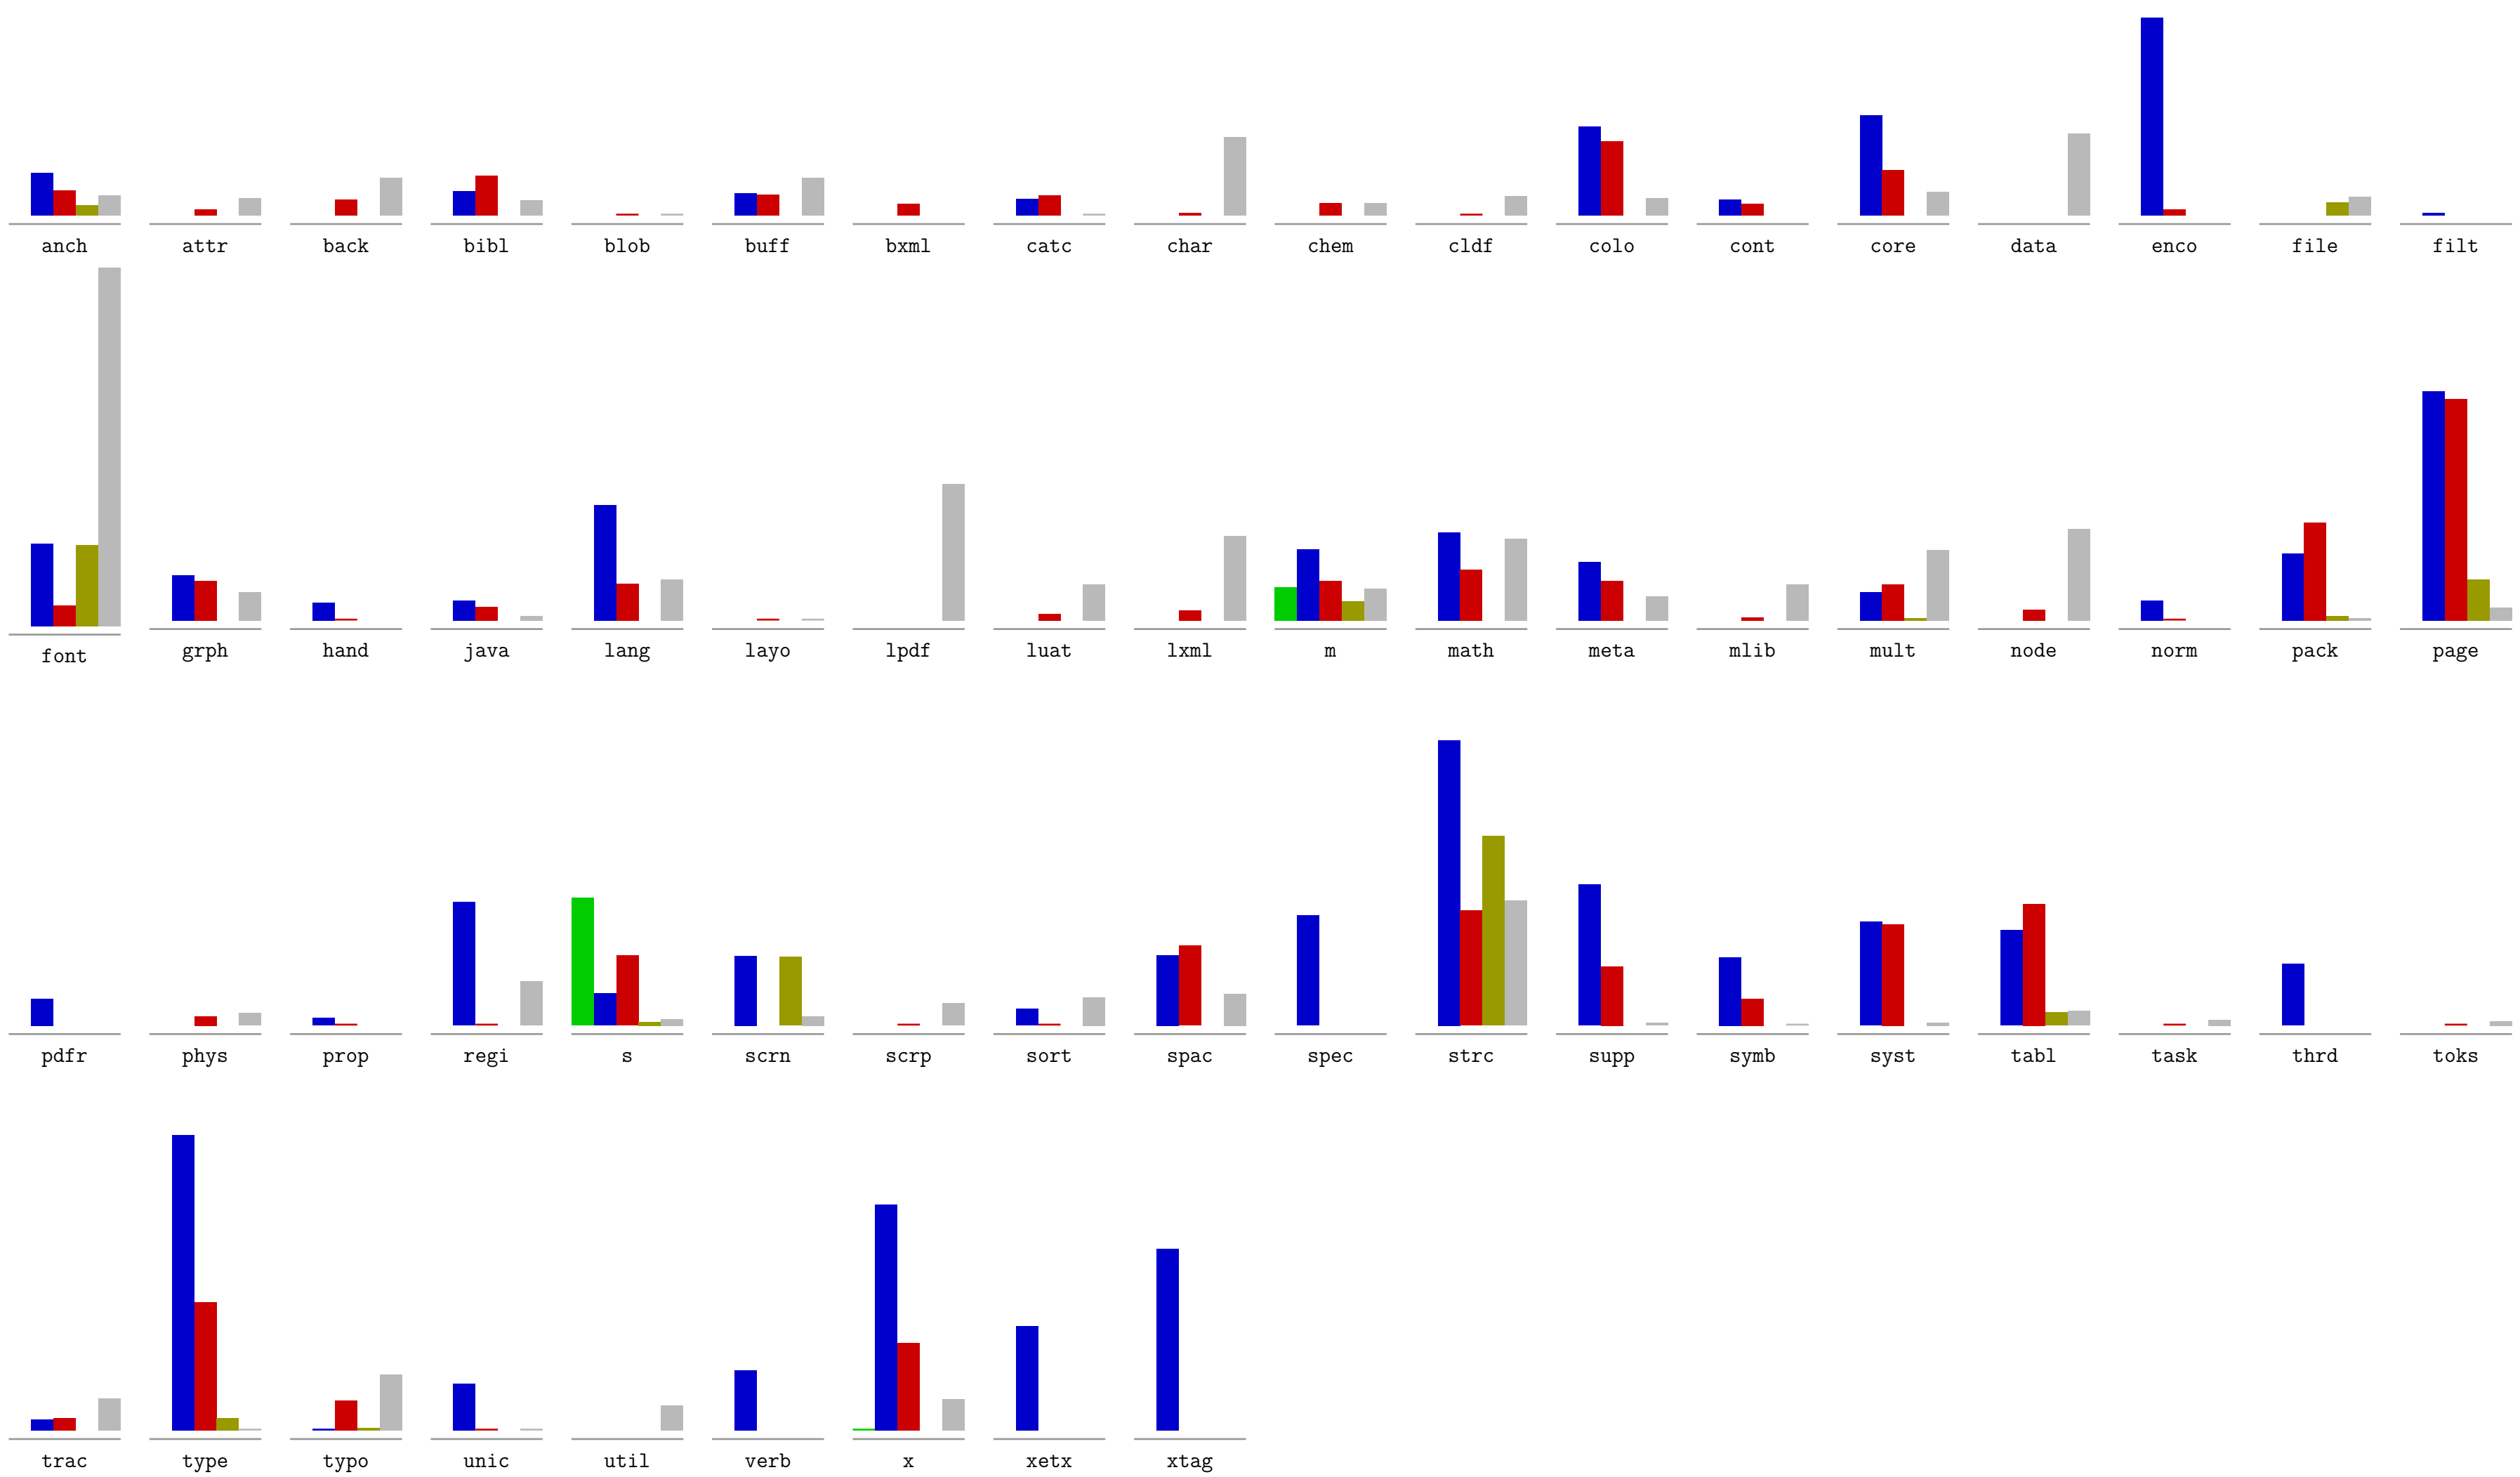 anch attr back bibl blob buff bxml catc char chem cldf colo cont core data enco file filt
font grph hand java lang layo lpdf luat lxml m math meta mlib mult node norm pack page
pdfr phys prop regi s scrn scrp sort spac spec strc supp symb syst tabl task thrd toks
trac type typo unic util verb x xetx xtag